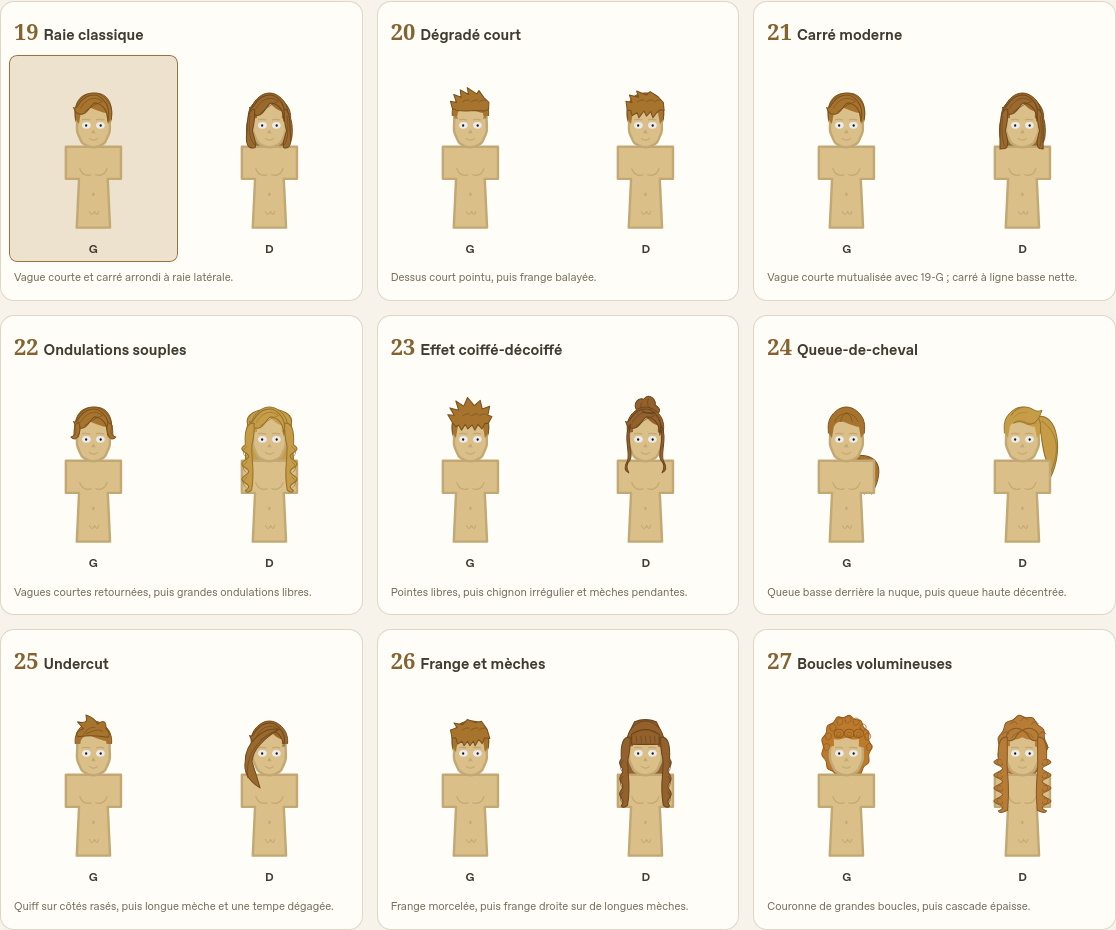 19 Raie classique
G
D
Vague courte et carré arrondi à raie latérale.
20 Dégradé court
G
D
Dessus court pointu, puis frange balayée.
21 Carré moderne
G
D
Vague courte mutualisée avec 19-G ; carré à ligne basse nette.
22 Ondulations souples
G
D
Vagues courtes retournées, puis grandes ondulations libres.
23 Effet coiffé-décoiffé
G
D
Pointes libres, puis chignon irrégulier et mèches pendantes.
24 Queue-de-cheval
G
D
Queue basse derrière la nuque, puis queue haute décentrée.
25 Undercut
G
D
Quiff sur côtés rasés, puis longue mèche et une tempe dégagée.
26 Frange et mèches
G
D
Frange morcelée, puis frange droite sur de longues mèches.
27 Boucles volumineuses
G
D
Couronne de grandes boucles, puis cascade épaisse.